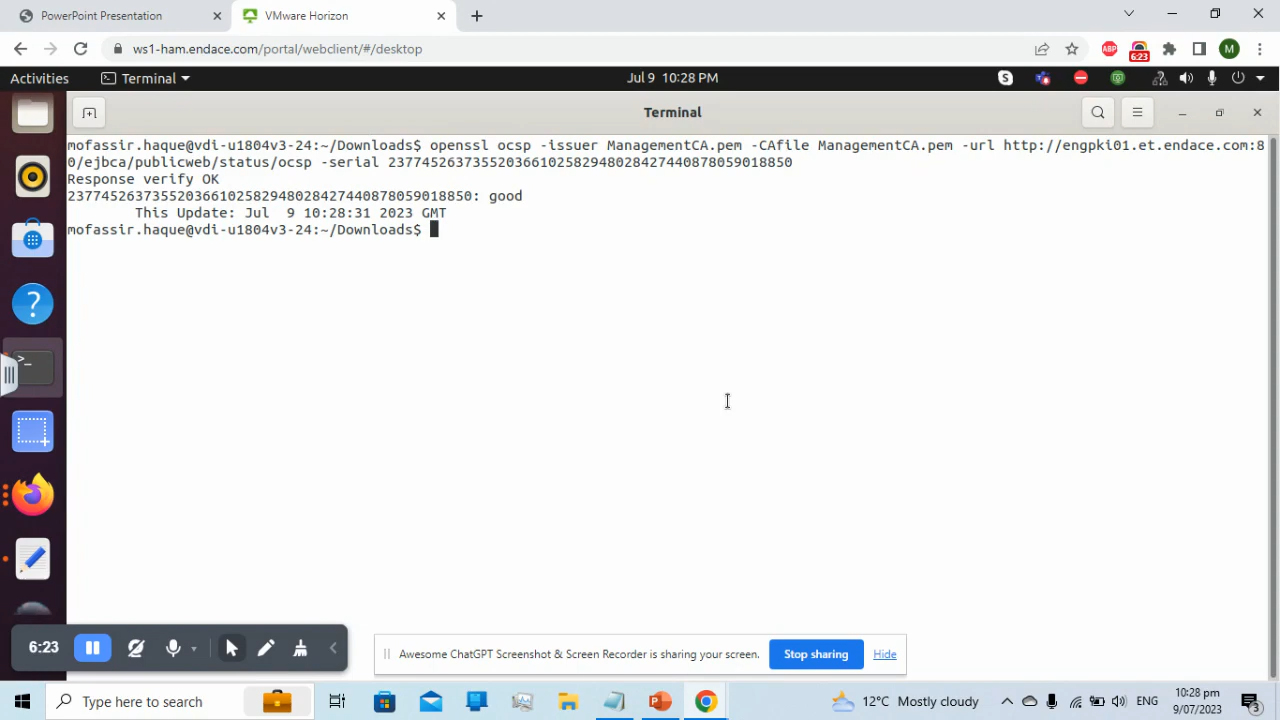 PowerPoint Presentation
VMware Horizon
ws1-ham.endace.com/portal/webclient/#/desktop
ABP
6:23
M
Activities
Terminal
Jul 9 10:28 PM
S
Terminal
mofassir.haque@vdi-u1804v3-24:~/Downloads$ openssl ocsp -issuer ManagementCA.pem -CAfile ManagementCA.pem -url http://engpki01.et.endace.com:8
0/ejbca/publicweb/status/ocsp -serial 237745263735520366102582948028427440878059018850
Response verify OK
237745263735520366102582948028427440878059018850: good
        This Update: Jul  9 10:28:31 2023 GMT
mofassir.haque@vdi-u1804v3-24:~/Downloads$
?
>_
6:23
Awesome ChatGPT Screenshot & Screen Recorder is sharing your screen.
Stop sharing
Hide
Type here to search
P
12°C Mostly cloudy
ENG
10:28 pm
9/07/2023
3